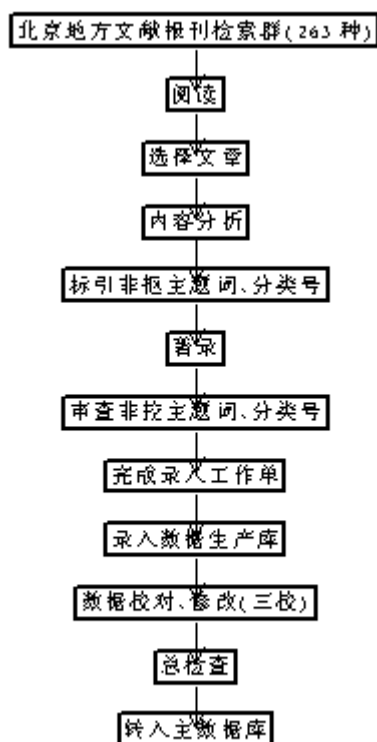 北京地方文献报刊检索群(263种)
阅读
选择文章
内容分析
标引非抠主题词、分类号
著录
审查非控主题词、分类号
完成录入工作单
录入数据生产库
数据校对、修改(三校)
总检查
转入主数据库